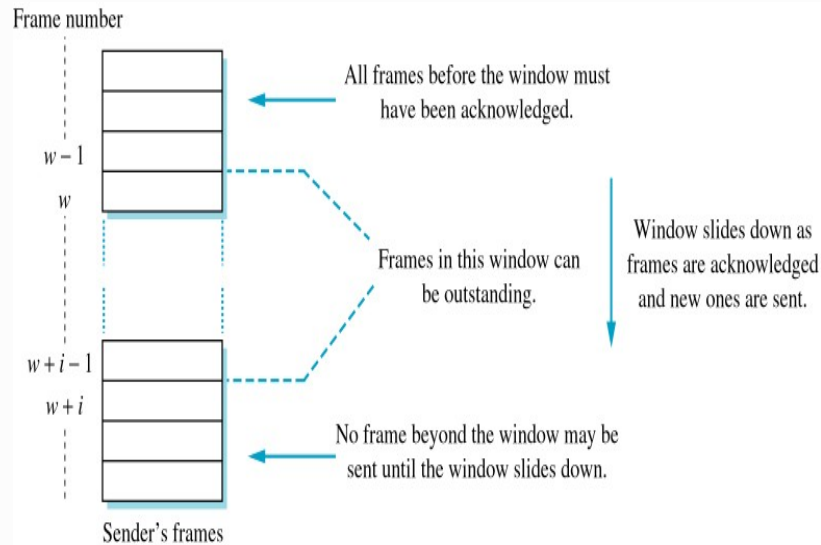 Frame number
All frames before the window must
have been acknowledged.
w – 1
w
Window slides down as
frames are acknowledged
and new ones are sent.
Frames in this window can
be outstanding.
w + i – 1
w + i
No frame beyond the window may be
sent until the window slides down.
Sender’s frames